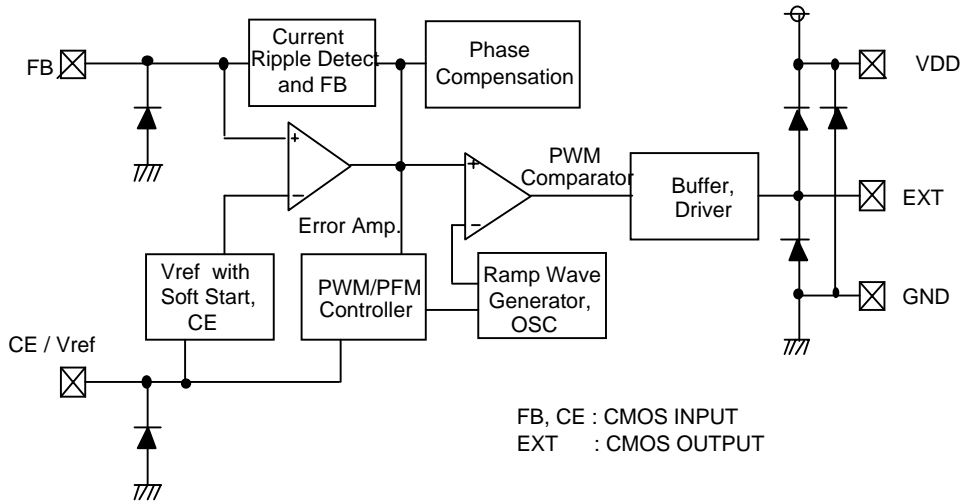 Current
Ripple Detect
and FB
Phase
Compensation
FB
VDD
+
−
Error Amp.
+
−
PWM
Comparator
Buffer,
Driver
EXT
Vref with
Soft Start,
CE
PWM/PFM
Controller
Ramp Wave
Generator,
OSC
GND
CE / Vref
FB, CE : CMOS INPUT
EXT : CMOS OUTPUT